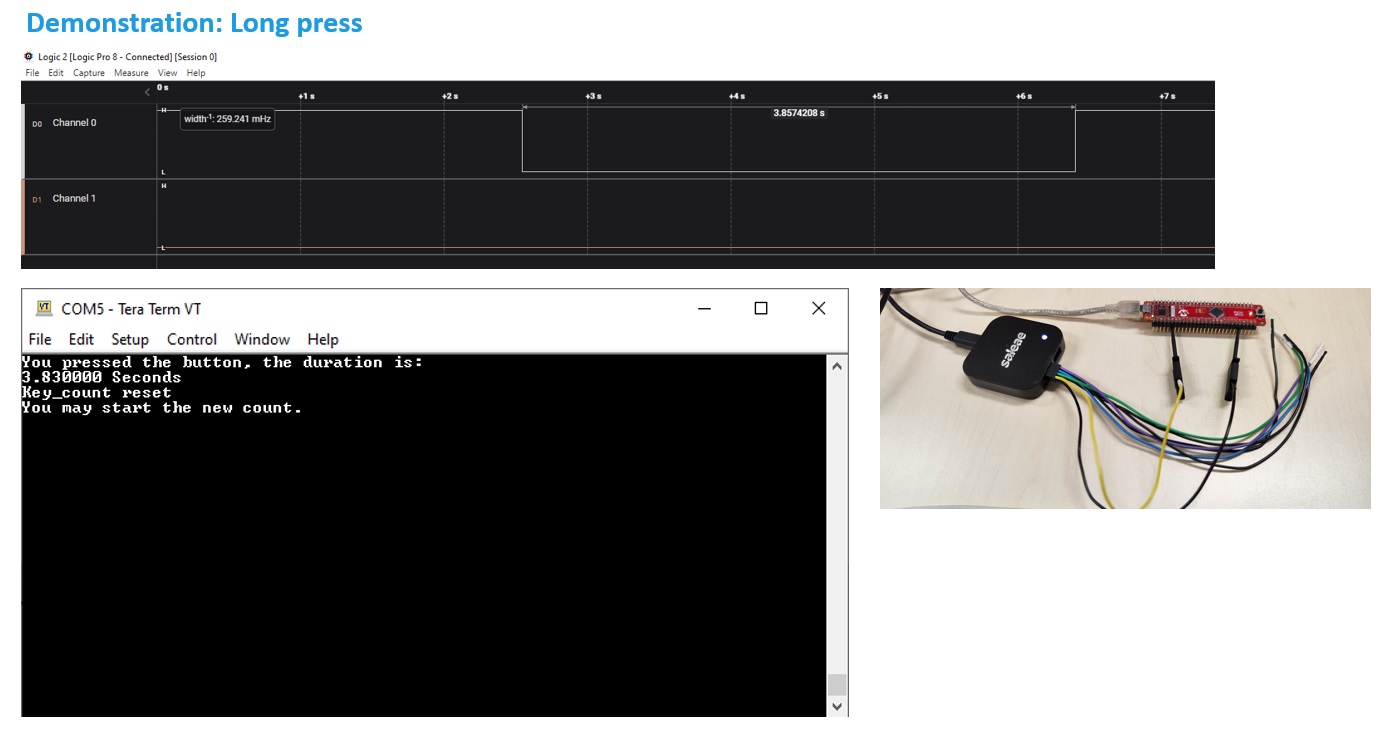 Demonstration: Long press
Logic 2 [Logic Pro 8 - Connected] [Session 0]
File Edit Capture Measure View Help
0 s
+1 s +2 s +3 s +4 s +5 s +6 s +7 s
D0 Channel 0
H
width-1: 259.241 mHz
3.8574208 s
L
D1 Channel 1
H
L
VT COM5 - Tera Term VT
File Edit Setup Control Window Help
You pressed the button, the duration is:
3.830000 Seconds
Key_count reset
You may start the new count.
saleae